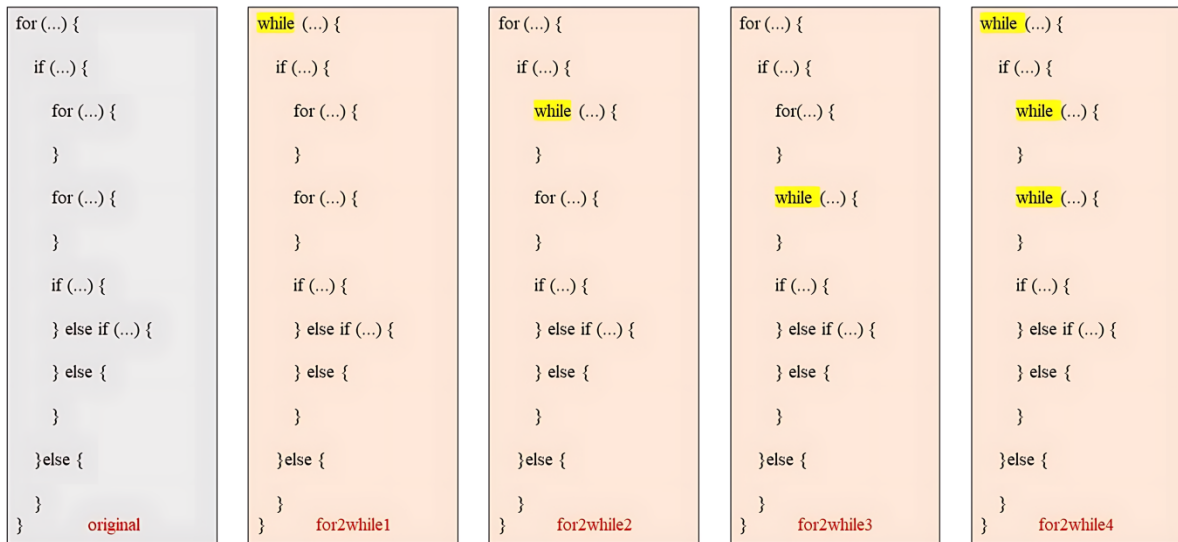 for (...) {
if (...) {
for (...) {
}
for (...) {
}
if (...) {
} else if (...) {
} else {
}
}else {
}
}
original
while (...) {
if (...) {
for (...) {
}
for (...) {
}
if (...) {
} else if (...) {
} else {
}
}else {
}
}
for2while1
for (...) {
if (...) {
while (...) {
}
for (...) {
}
if (...) {
} else if (...) {
} else {
}
}else {
}
}
for2while2
for (...) {
if (...) {
for(...) {
}
while (...) {
}
if (...) {
} else if (...) {
} else {
}
}else {
}
}
for2while3
while (...) {
if (...) {
while (...) {
}
while (...) {
}
if (...) {
} else if (...) {
} else {
}
}else {
}
}
for2while4